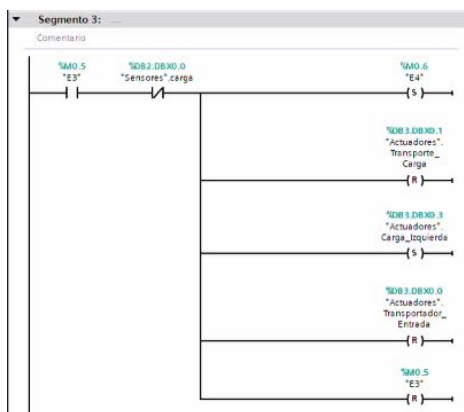 Segmento 3: ....
Comentario
%M0.5
"E3"
%DB2.DBX0.0
"Sensores".carga
%M0.6
"E4"
S
%DB3.DBX0.1
"Actuadores".
Transporte_
Carga
R
%DB3.DBX0.3
"Actuadores".
Carga_Izquierda
S
%DB3.DBX0.0
"Actuadores".
Transportador_
Entrada
R
%M0.5
"E3"
R